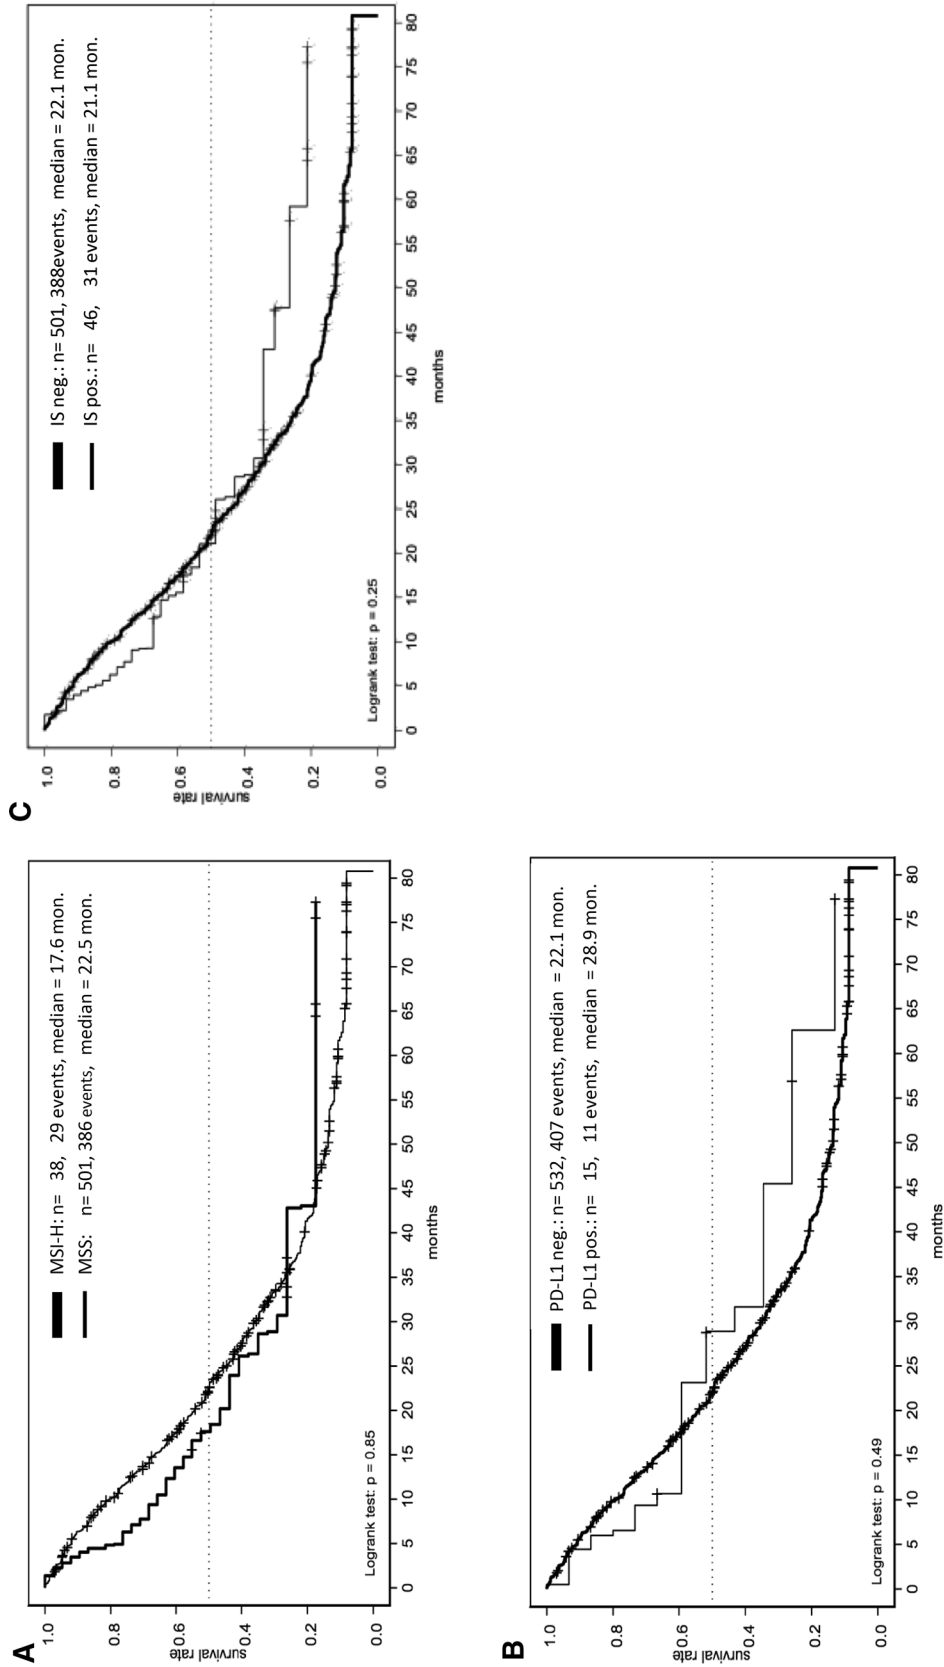 A
MSI-H: n= 38, 29 events, median = 17.6 mon.
MSS: n= 501, 386 events, median = 22.5 mon.
survival rate
1.0
0.8
0.6
0.4
0.2
0.0
Logrank test: p = 0.85
0 5 10 15 20 25 30 35 40 45 50 55 60 65 70 75 80
months
B
PD-L1 neg.: n= 532, 407 events, median = 22.1 mon.
PD-L1 pos.: n= 15, 11 events, median = 28.9 mon.
survival rate
1.0
0.8
0.6
0.4
0.2
0.0
Logrank test: p = 0.49
0 5 10 15 20 25 30 35 40 45 50 55 60 65 70 75 80
months
C
IS neg.: n= 501, 388events, median = 22.1 mon.
IS pos.: n= 46, 31 events, median = 21.1 mon.
survival rate
1.0
0.8
0.6
0.4
0.2
0.0
Logrank test: p = 0.25
0 5 10 15 20 25 30 35 40 45 50 55 60 65 70 75 80
months